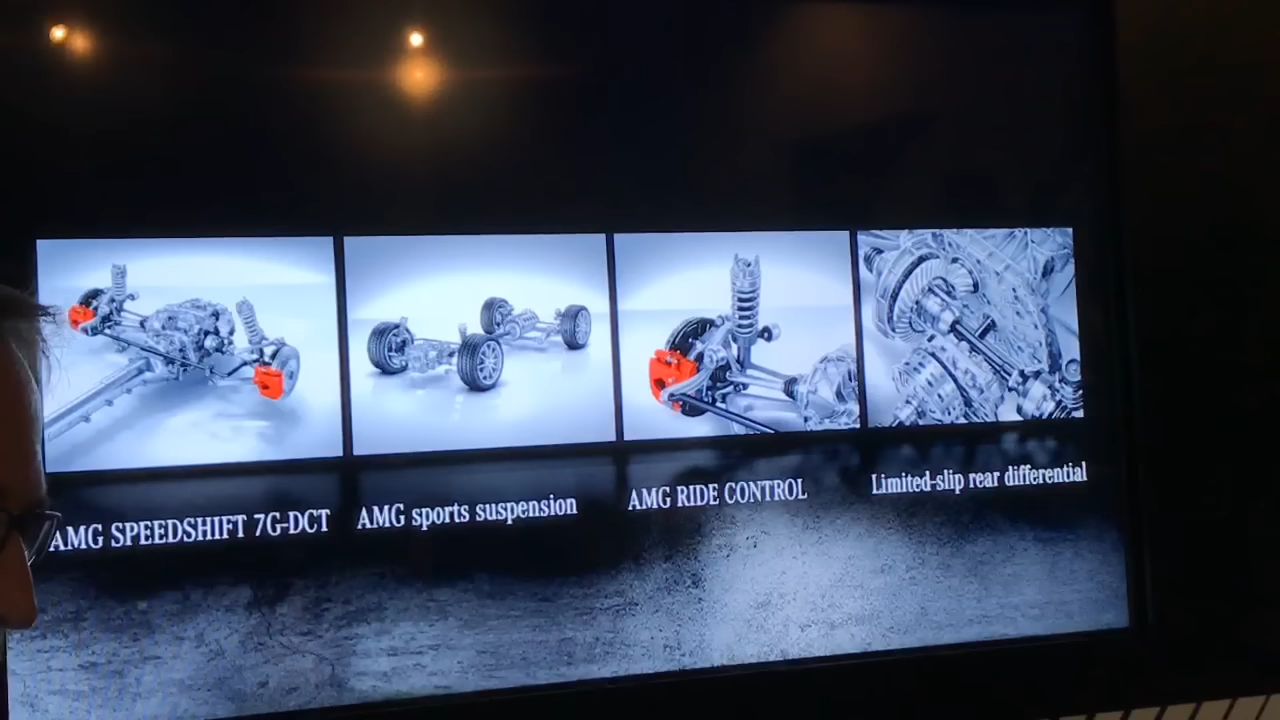 AMG SPEEDSHIFT 7G-DCT
AMG sports suspension
AMG RIDE CONTROL
Limited-slip rear differential